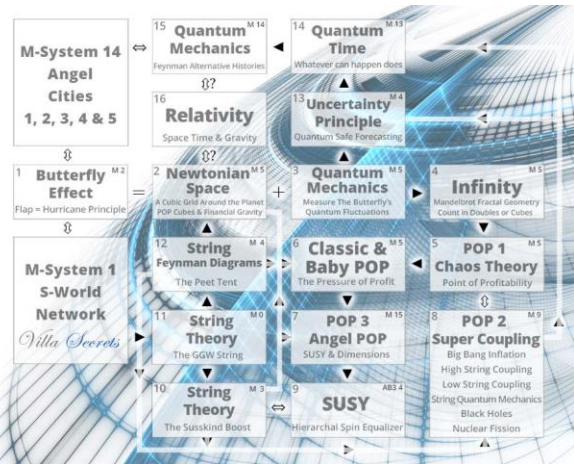 M-System 14
Angel
Cities
1, 2, 3, 4 & 5
15 Quantum M 14
Mechanics
Feynman Alternative Histories
14 Quantum M 13
Time
Whatever can happen does
16
Relativity
Space Time & Gravity
13 Uncertainty M 4
Principle
Quantum Safe Forecasting
1 Butterfly M 2
Effect
Flap = Hurricane Principle
=
2 Newtonian M 5
Space
A Cubic Grid Around the Planet
POP Cubes & Financial Gravity
+
3 Quantum M 5
Mechanics
Measure The Butterfly's
Quantum Fluctuations
4 M 5
Infinity
Mandelbrot Fractal Geometry
Count in Doubles or Cubes
M-System 1
S-World
Network
Villa Secrets
12 String M 4
Feynman Diagrams
The Peet Tent
6 Classic & M 5
Baby POP
The Pressure of Profit
5 POP 1 M 5
Chaos Theory
Point of Profitability
11 String M 0
Theory
The GGW String
7 POP 3 M 15
Angel POP
SUSY & Dimensions
8 POP 2 M 9
Super Coupling
Big Bang Inflation
High String Coupling
Low String Coupling
String Quantum Mechanics
Black Holes
Nuclear Fission
10 String M 3
Theory
The Susskind Boost
9 AB3 4
SUSY
Hierarchal Spin Equalizer